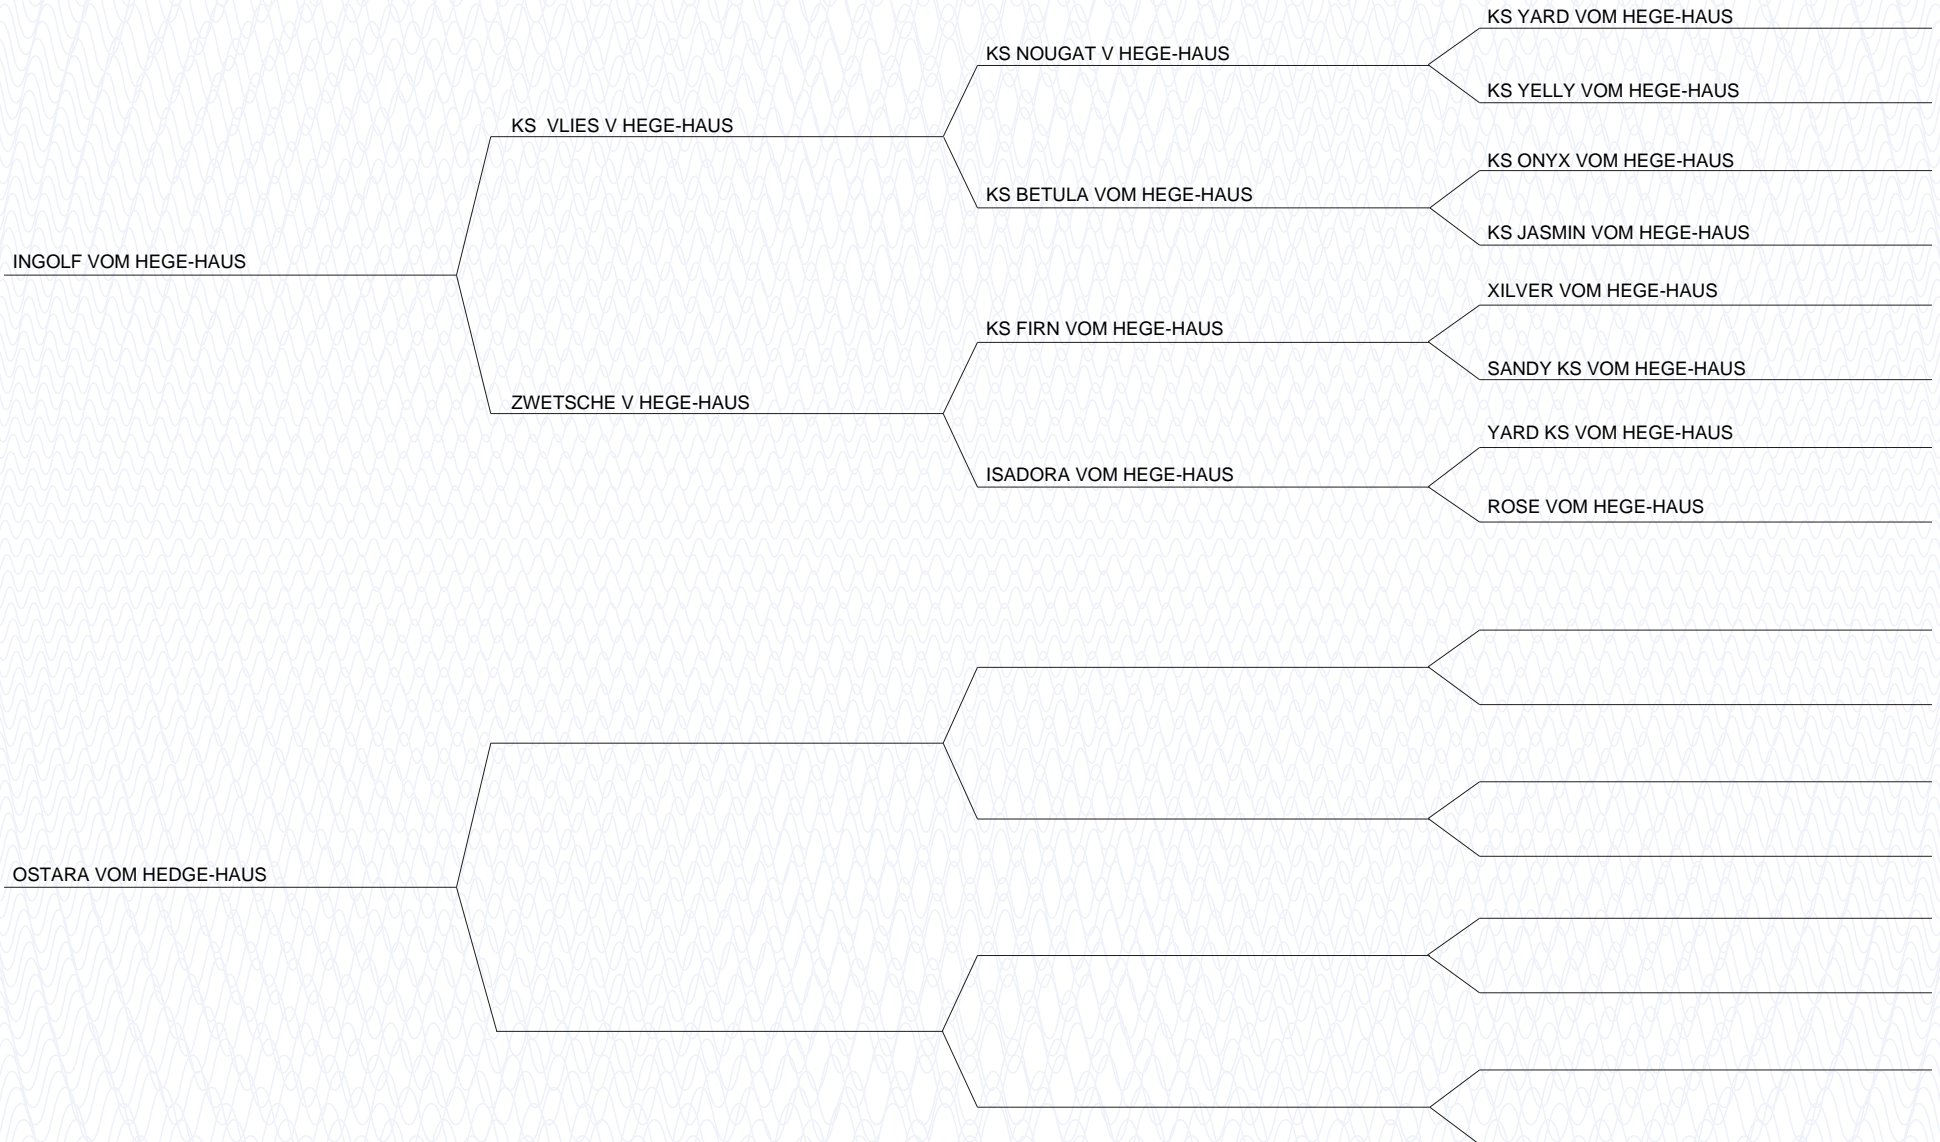 KS YARD VOM HEGE-HAUS
KS NOUGAT V HEGE-HAUS
KS YELLY VOM HEGE-HAUS
KS  VLIES V HEGE-HAUS
KS ONYX VOM HEGE-HAUS
KS BETULA VOM HEGE-HAUS
KS JASMIN VOM HEGE-HAUS
INGOLF VOM HEGE-HAUS
XILVER VOM HEGE-HAUS
KS FIRN VOM HEGE-HAUS
SANDY KS VOM HEGE-HAUS
ZWETSCHE V HEGE-HAUS
YARD KS VOM HEGE-HAUS
ISADORA VOM HEGE-HAUS
ROSE VOM HEGE-HAUS
OSTARA VOM HEDGE-HAUS